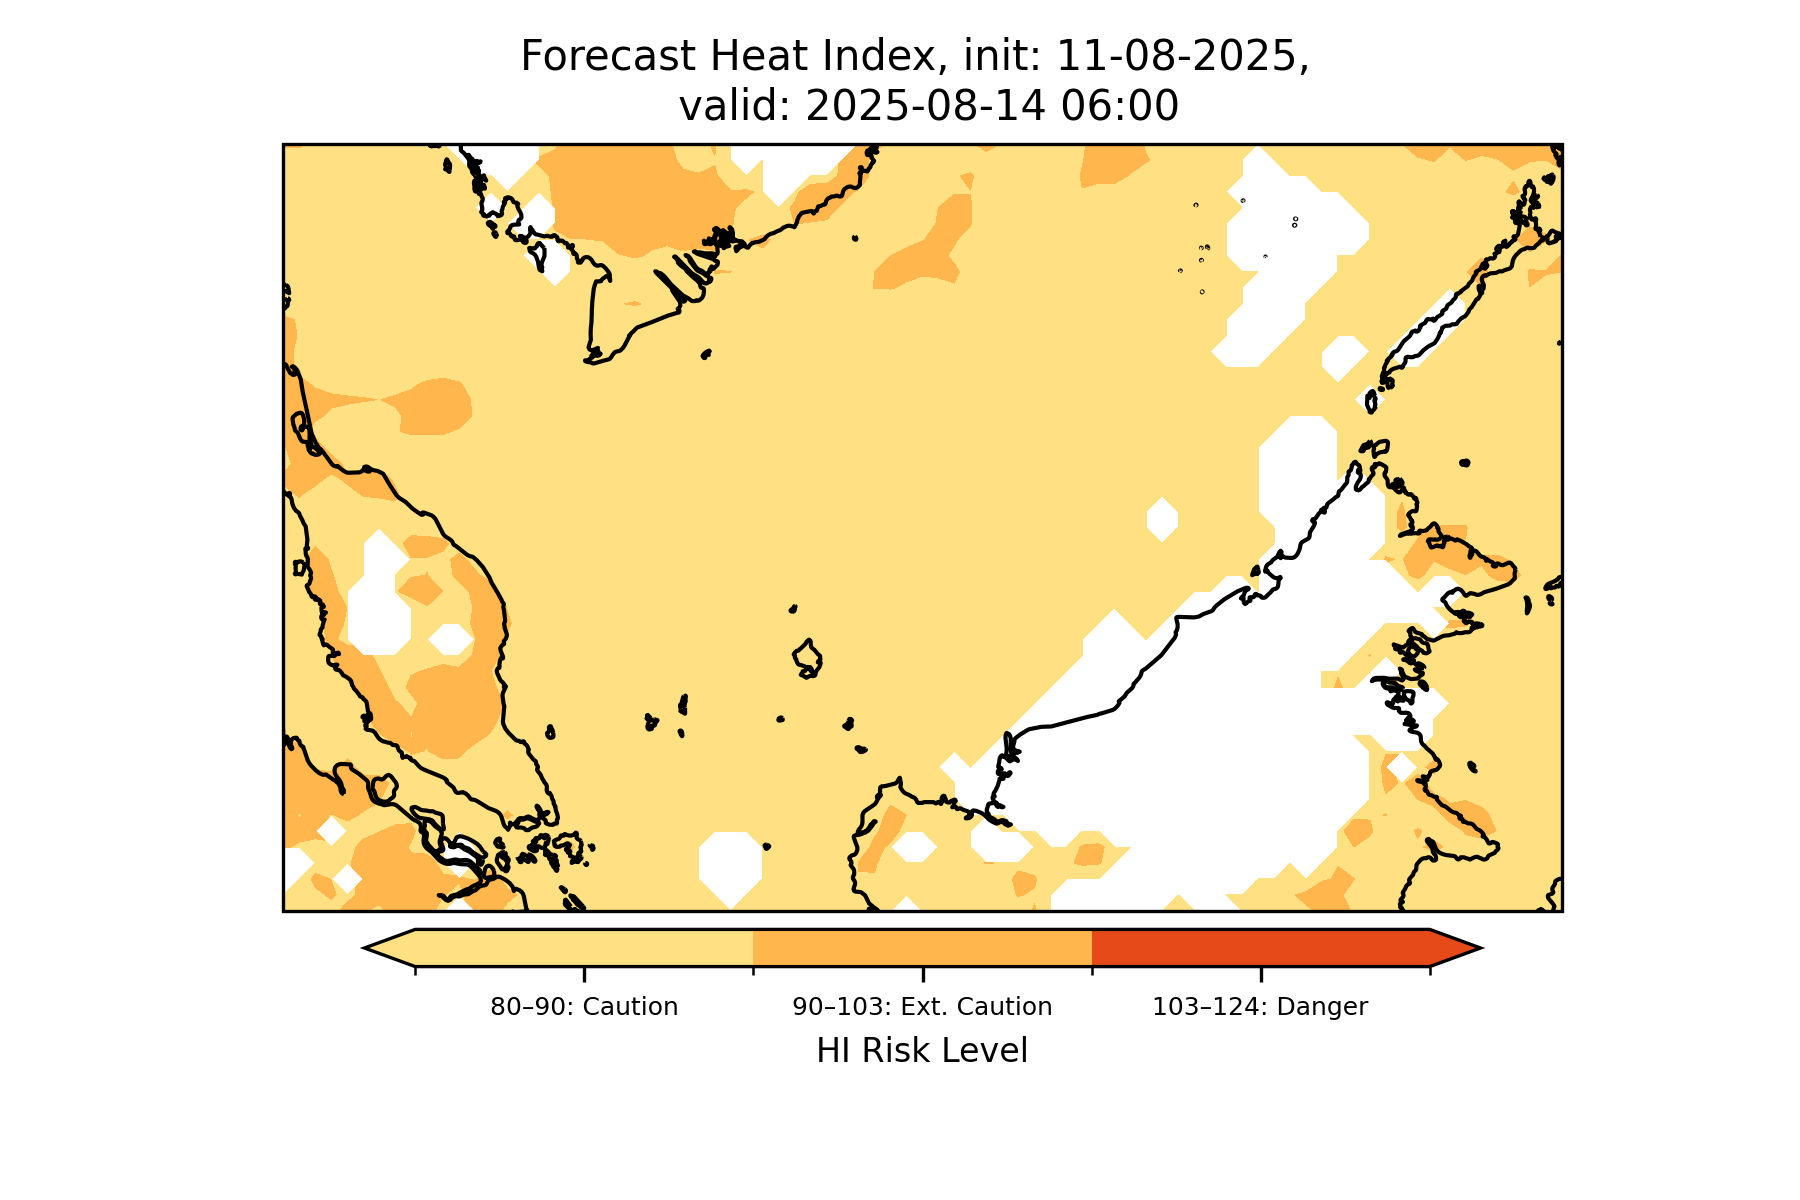 Forecast Heat Index, init: 11-08-2025,
valid: 2025-08-14 06:00
80–90: Caution
90–103: Ext. Caution
103–124: Danger
HI Risk Level